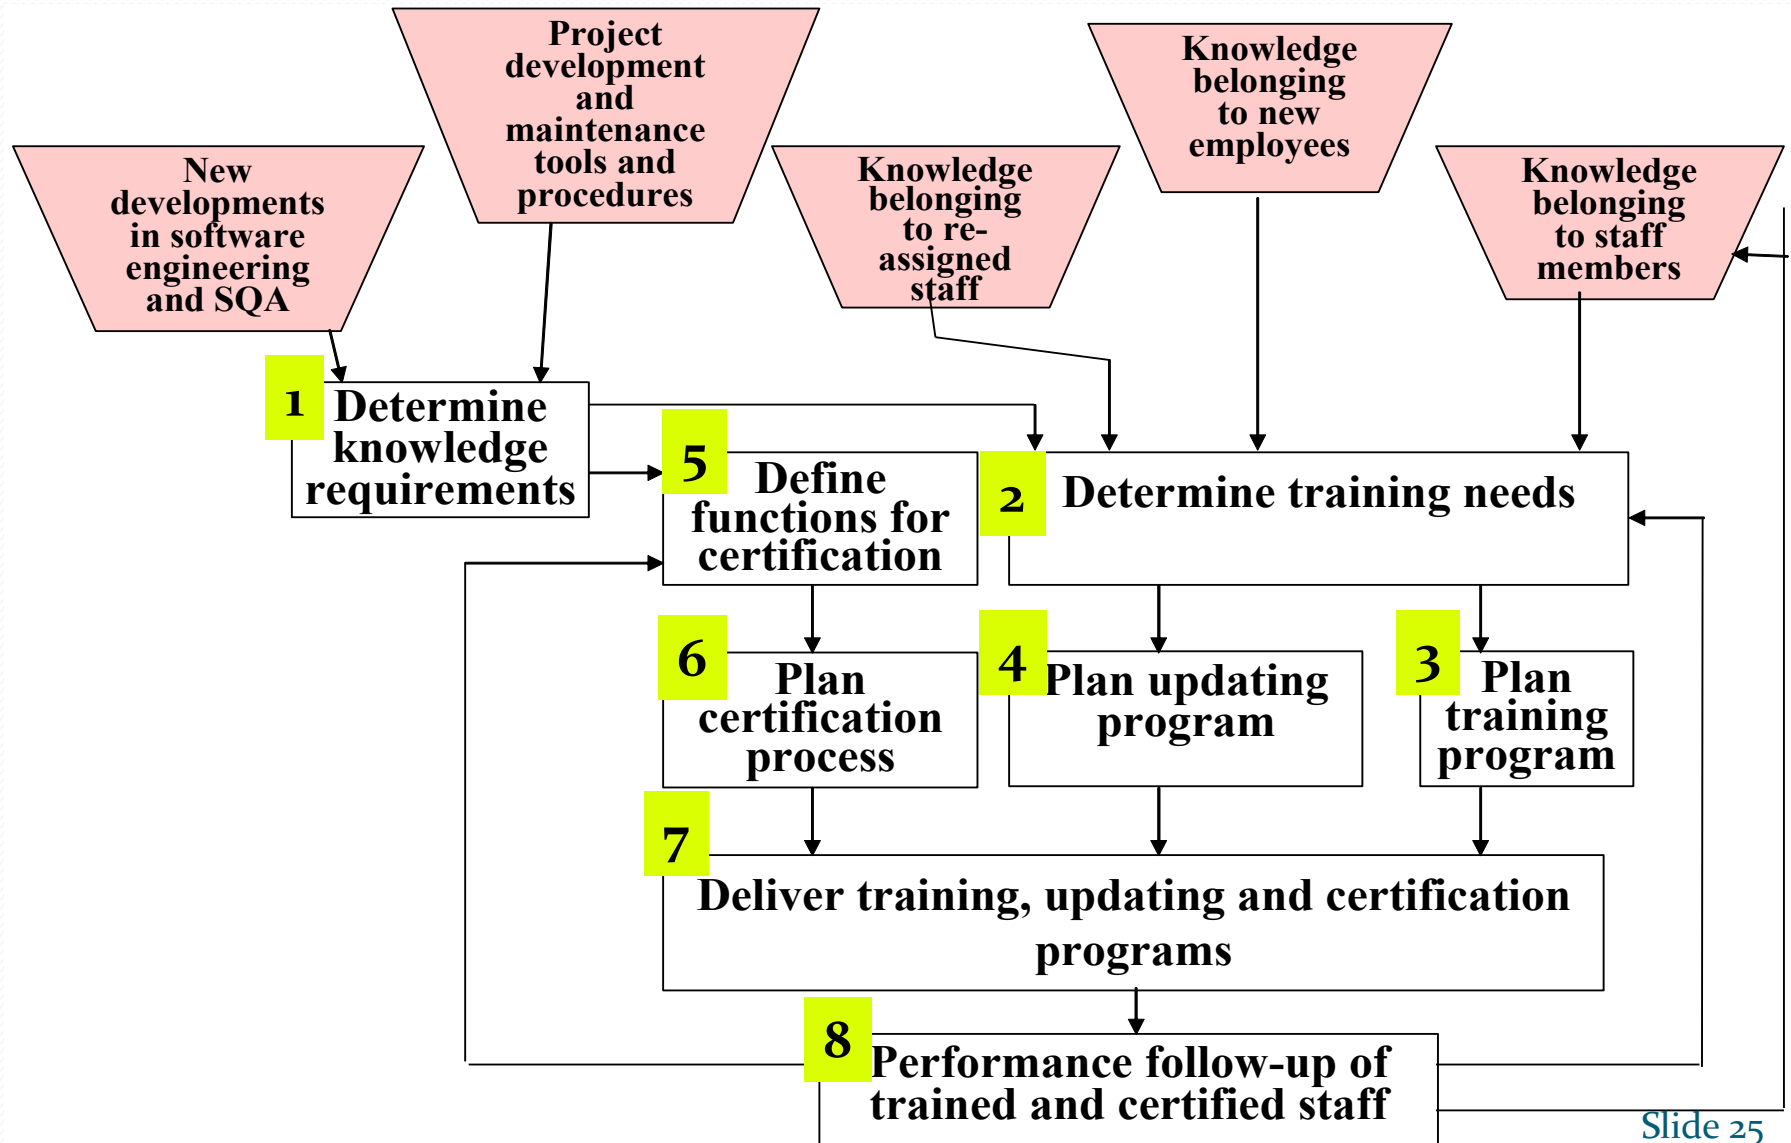 New
developments
in software
engineering
and SQA
Project
development
and
maintenance
tools and
procedures
Knowledge
belonging
to re-
assigned
staff
Knowledge
belonging
to new
employees
Knowledge
belonging
to staff
members
1
Determine
knowledge
requirements
5
Define
functions for
certification
2
Determine training needs
6
Plan
certification
process
4
Plan updating
program
3
Plan
training
program
7
Deliver training, updating and certification
programs
8
Performance follow-up of
trained and certified staff
Slide 25